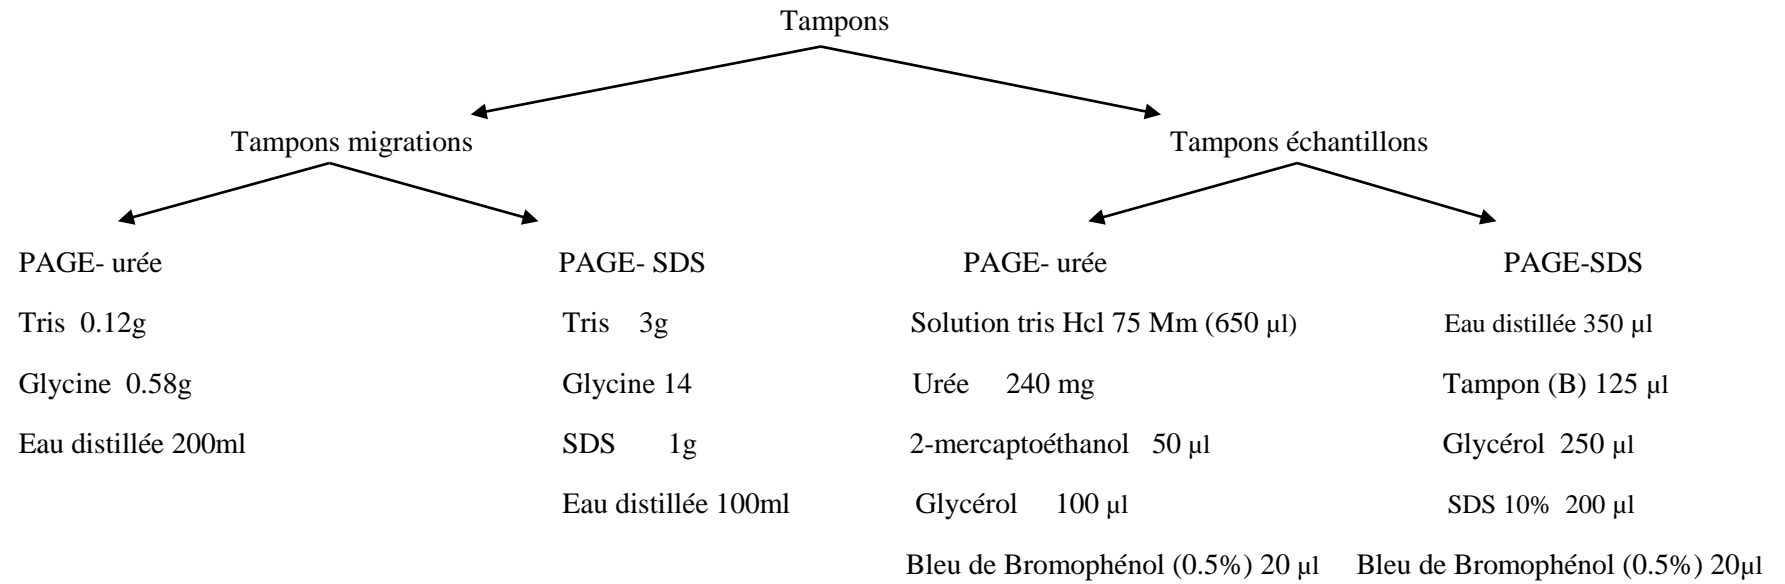 Tampons
Tampons migrations Tampons échantillons
PAGE- urée PAGE- SDS PAGE- urée PAGE-SDS
Tris 0.12g Tris 3g Solution tris Hcl 75 Mm (650 µl) Eau distillée 350 µl
Glycine 0.58g Glycine 14 Urée 240 mg Tampon (B) 125 µl
Eau distillée 200ml SDS 1g 2-mercaptoéthanol 50 µl Glycérol 250 µl
Eau distillée 100ml Glycérol 100 µl SDS 10% 200 µl
Bleu de Bromophénol (0.5%) 20 µl Bleu de Bromophénol (0.5%) 20µl